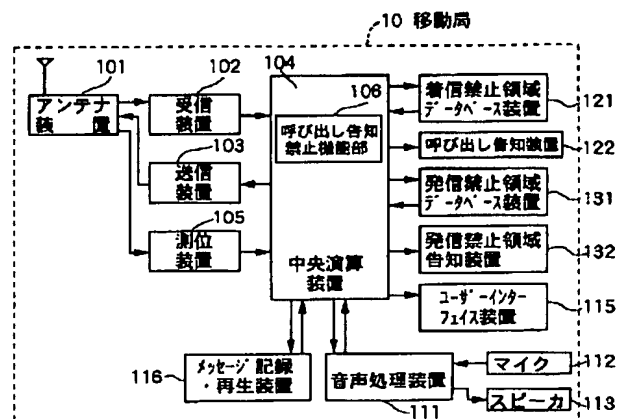 10 移動局
101
アンテナ
装　　置
102
受信
装置
103
送信
装置
105
測位
装置
104
106
呼び出し告知
禁止機能部
中央演算
装置
着信禁止領域
データベース装置
121
呼び出し告知装置
122
発信禁止領域
データベース装置
131
発信禁止領域
告知装置
132
ユーザーインター
フェイス装置
115
メッセージ記録
・再生装置
116
音声処理装置
111
マイク
112
スピーカ
113